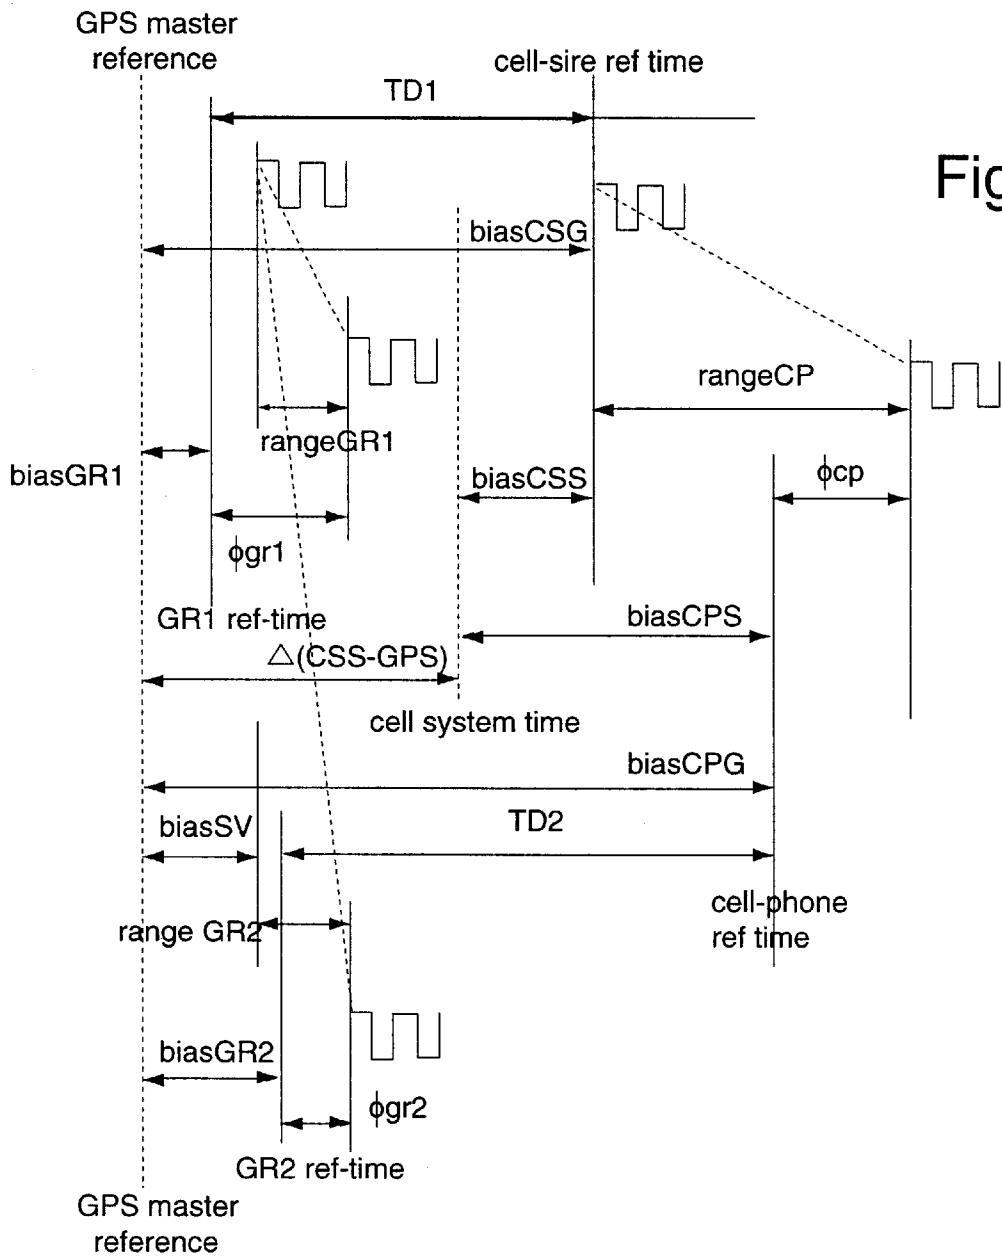 GPS master
reference
cell-sire ref time
TD1
Fig
biasCSG
rangeCP
rangeGR1
biasGR1
biasCSS
ϕcp
ϕgr1
GR1 ref-time
biasCPS
△(CSS-GPS)
cell system time
biasCPG
biasSV
TD2
cell-phone
ref time
range GR2
biasGR2
ϕgr2
GR2 ref-time
GPS master
reference